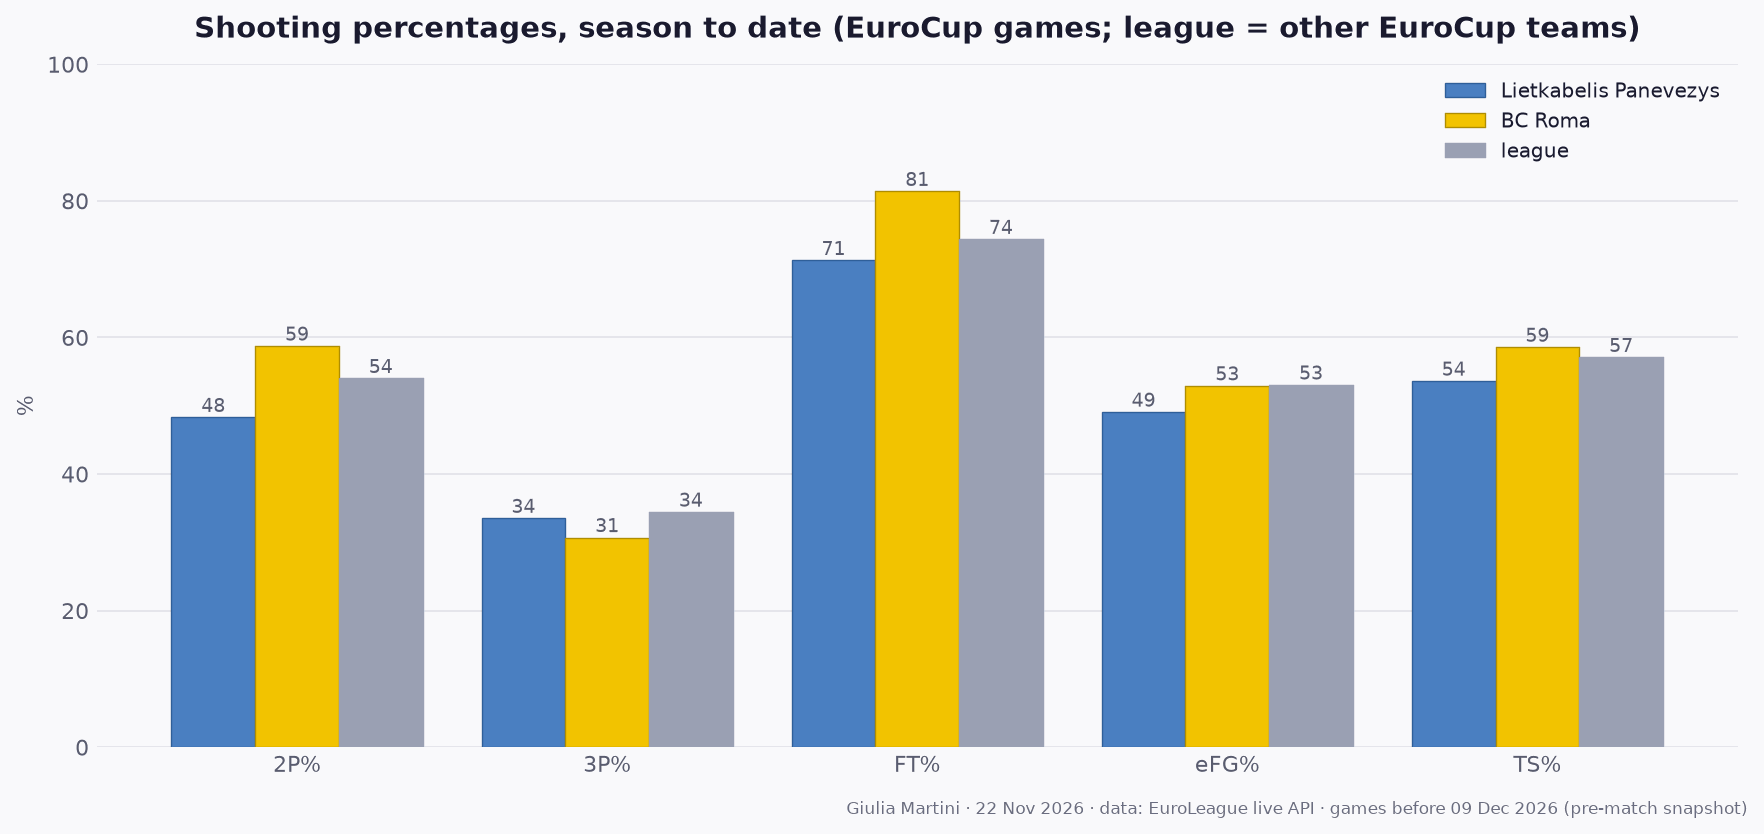 Shooting percentages, season to date (EuroCup games; league = other EuroCup teams)
100
80
60
40
20
0
%
Lietkabelis Panevezys
BC Roma
league
48
59
54
34
31
34
71
81
74
49
53
53
54
59
57
2P%
3P%
FT%
eFG%
TS%
Giulia Martini · 22 Nov 2026 · data: EuroLeague live API · games before 09 Dec 2026 (pre-match snapshot)